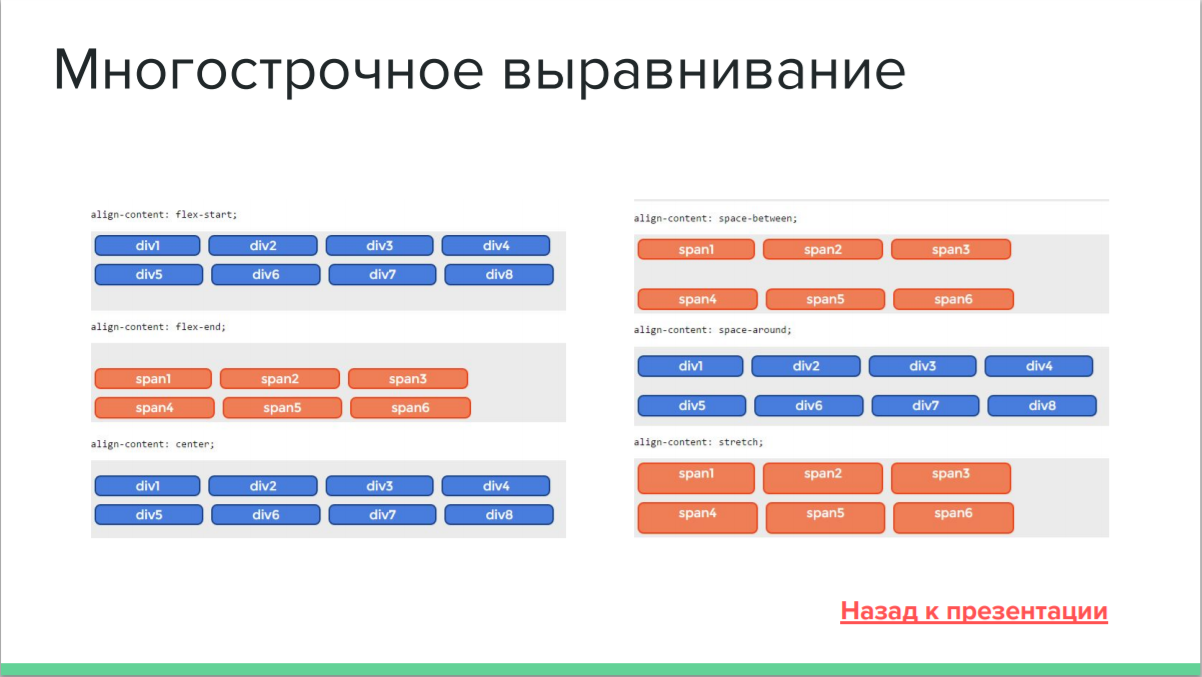 Многострочное выравнивание
align-content: flex-start;
div1 div2 div3 div4
div5 div6 div7 div8
align-content: flex-end;
span1 span2 span3
span4 span5 span6
align-content: center;
div1 div2 div3 div4
div5 div6 div7 div8
align-content: space-between;
span1 span2 span3
span4 span5 span6
align-content: space-around;
div1 div2 div3 div4
div5 div6 div7 div8
align-content: stretch;
span1 span2 span3
span4 span5 span6
Назад к презентации